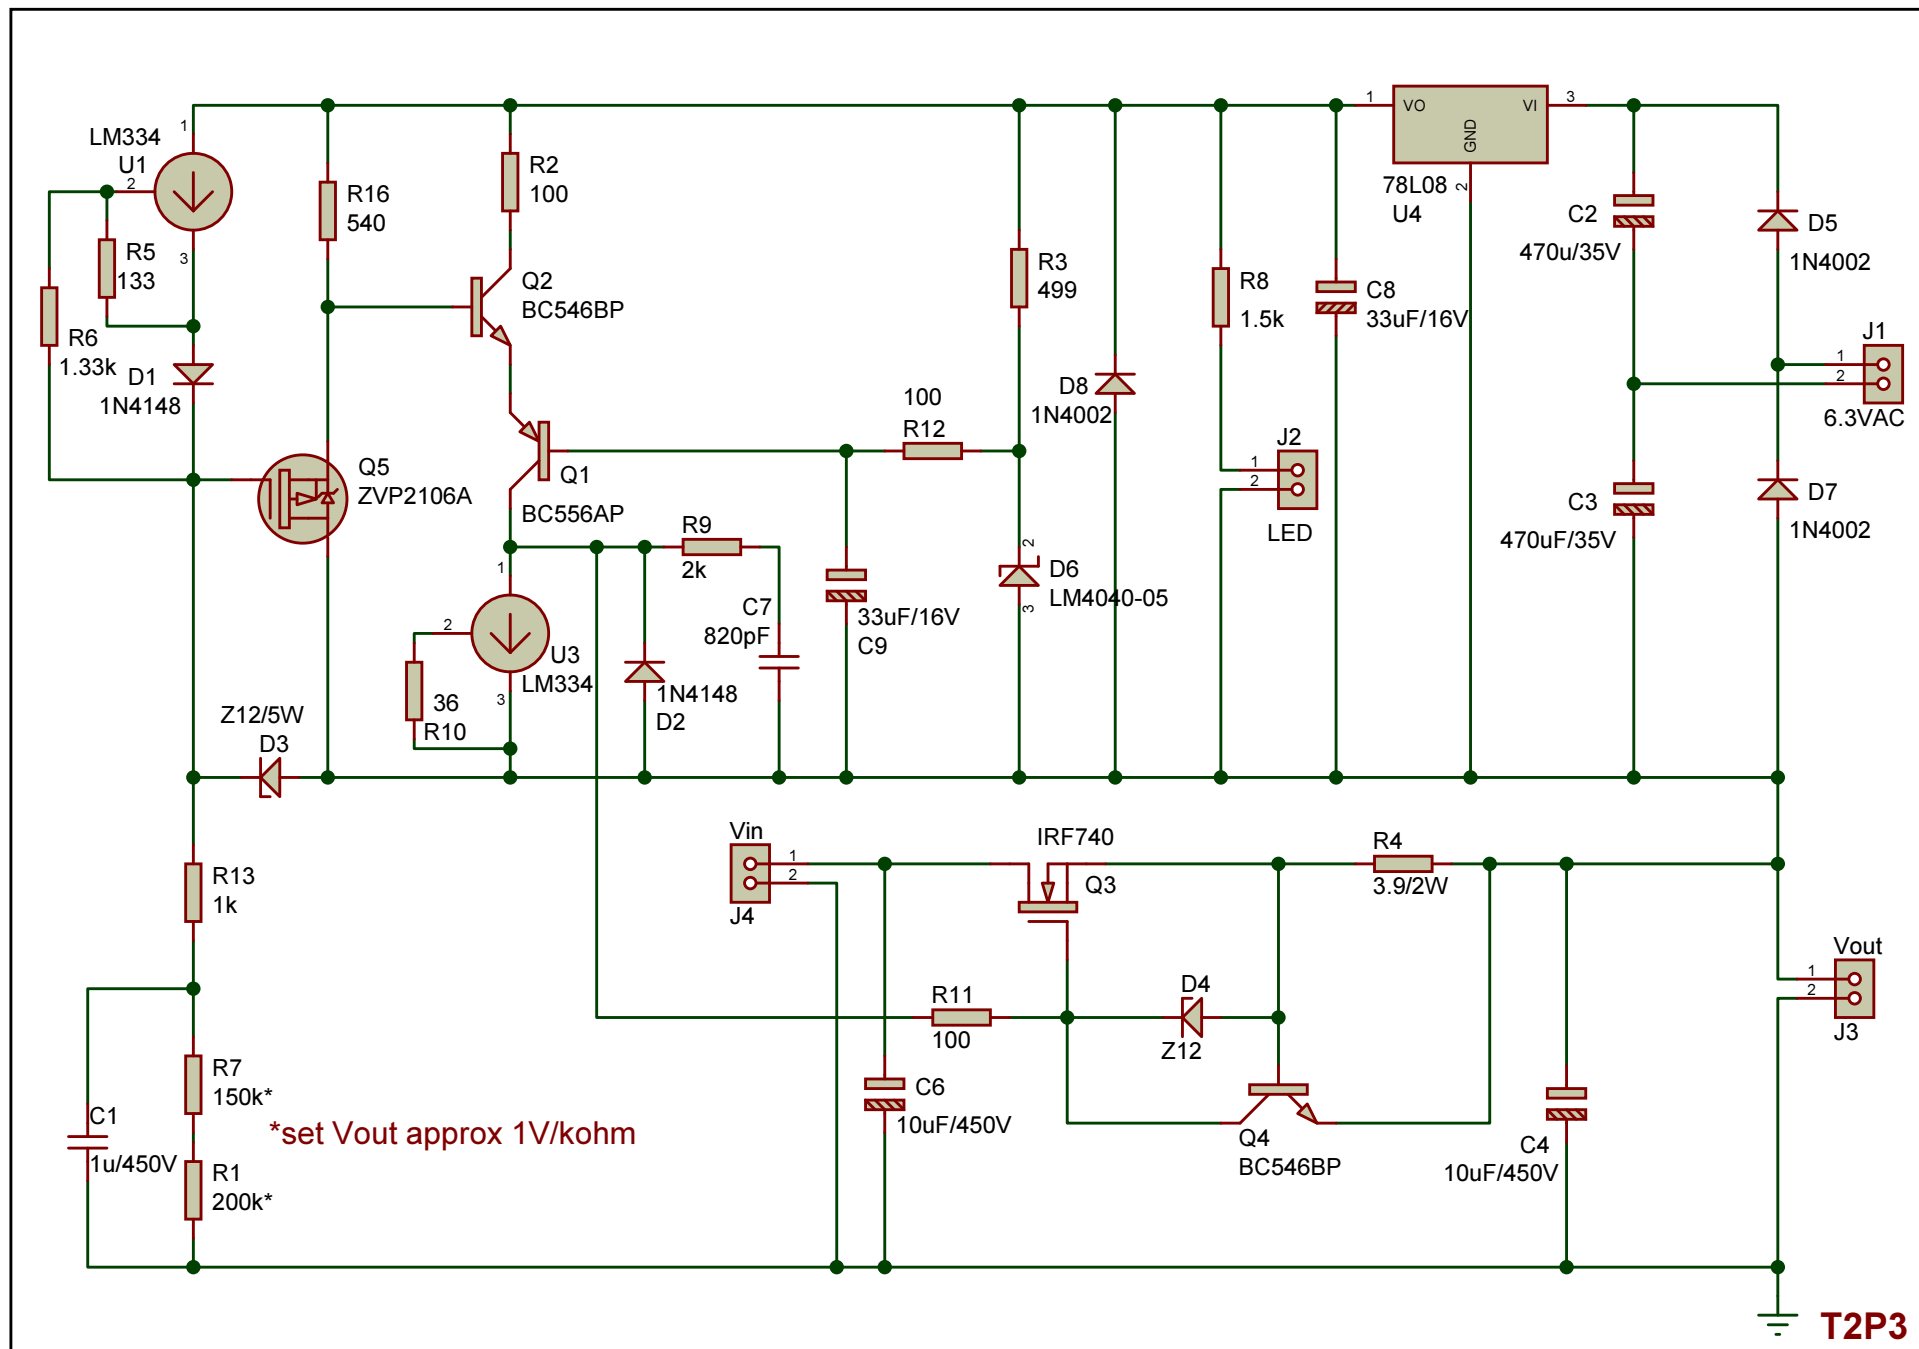 LM334
U1
1
2
3
R5
133
R6
1.33k
D1
1N4148
R16
540
R2
100
Q2
BC546BP
Q5
ZVP2106A
Q1
BC556AP
R9
2k
1
2
3
U3
LM334
36
R10
1N4148
D2
C7
820pF
33uF/16V
C9
100
R12
R3
499
D8
1N4002
2
D6
LM4040-05
3
R8
1.5k
C8
33uF/16V
J2
1
2
LED
1
VO
VI
3
GND
2
78L08
U4
C2
470u/35V
D5
1N4002
J1
1
2
6.3VAC
C3
470uF/35V
D7
1N4002
Z12/5W
D3
R13
1k
C1
1u/450V
R7
150k*
R1
200k*
*set Vout approx 1V/kohm
Vin
1
2
J4
IRF740
Q3
R4
3.9/2W
R11
100
D4
Z12
C6
10uF/450V
Q4
BC546BP
C4
10uF/450V
Vout
1
2
J3
T2P3